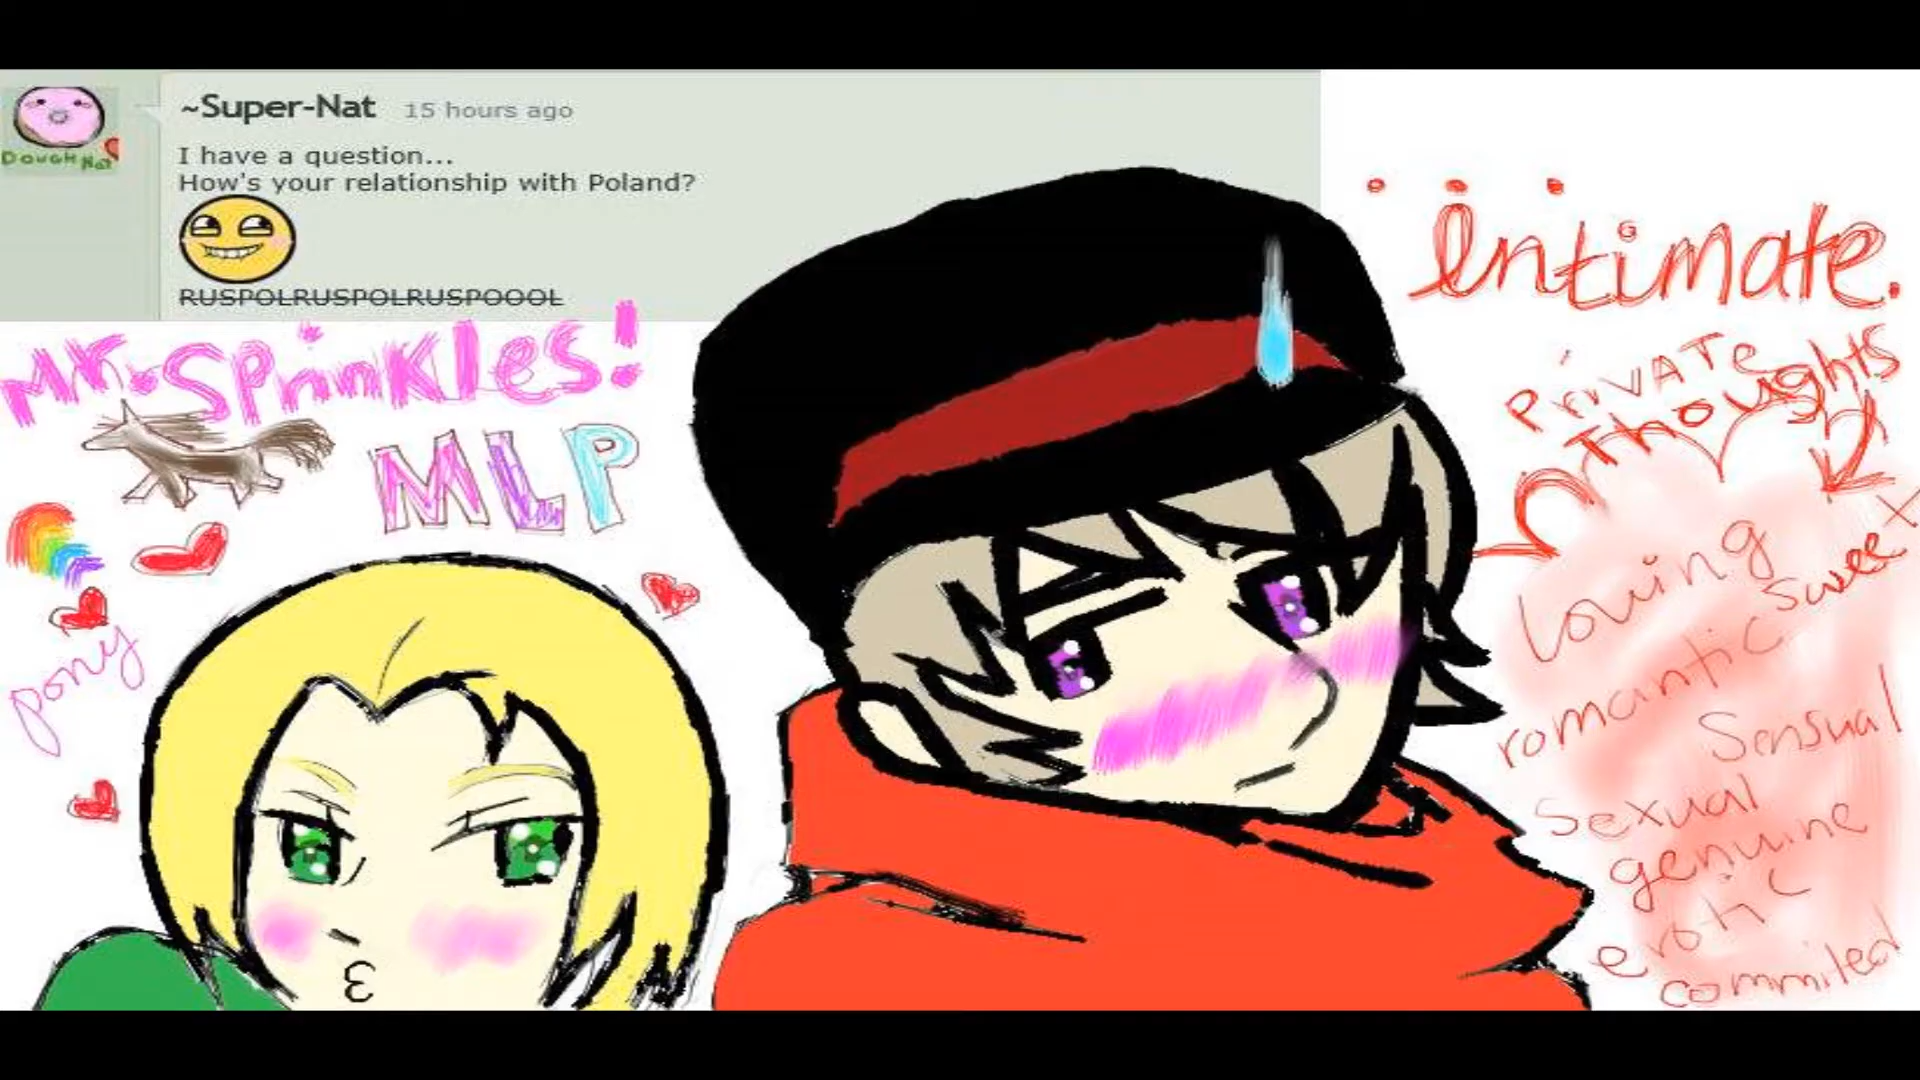 ~Super-Nat 15 hours ago
I have a question...
How's your relationship with Poland?
RUSPOLRUSPOLRUSPOOOL
DOUGH Nat
Mr. Sprinkles!
MLP
pony
... intimate.
Private
Thoughts
Loving
Sweet
romantic
Sensual
Sexual
genuine
erotic
commited